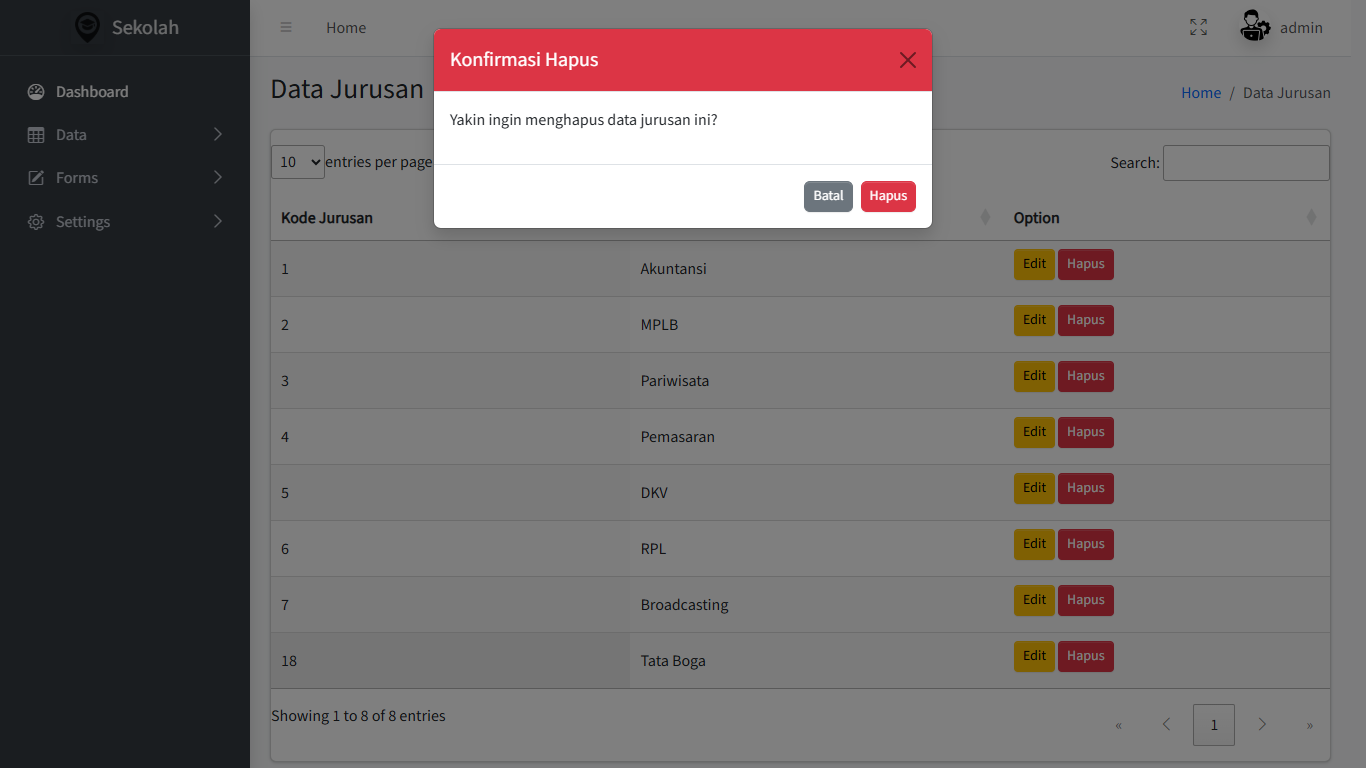 Sekolah
Home
admin
Dashboard
Data
Forms
Settings
Konfirmasi Hapus
Yakin ingin menghapus data jurusan ini?
Batal Hapus
Data Jurusan
Home / Data Jurusan
10 entries per page
Search:
Kode Jurusan Option
1 Akuntansi Edit Hapus
2 MPLB Edit Hapus
3 Pariwisata Edit Hapus
4 Pemasaran Edit Hapus
5 DKV Edit Hapus
6 RPL Edit Hapus
7 Broadcasting Edit Hapus
18 Tata Boga Edit Hapus
Showing 1 to 8 of 8 entries
« 1 »